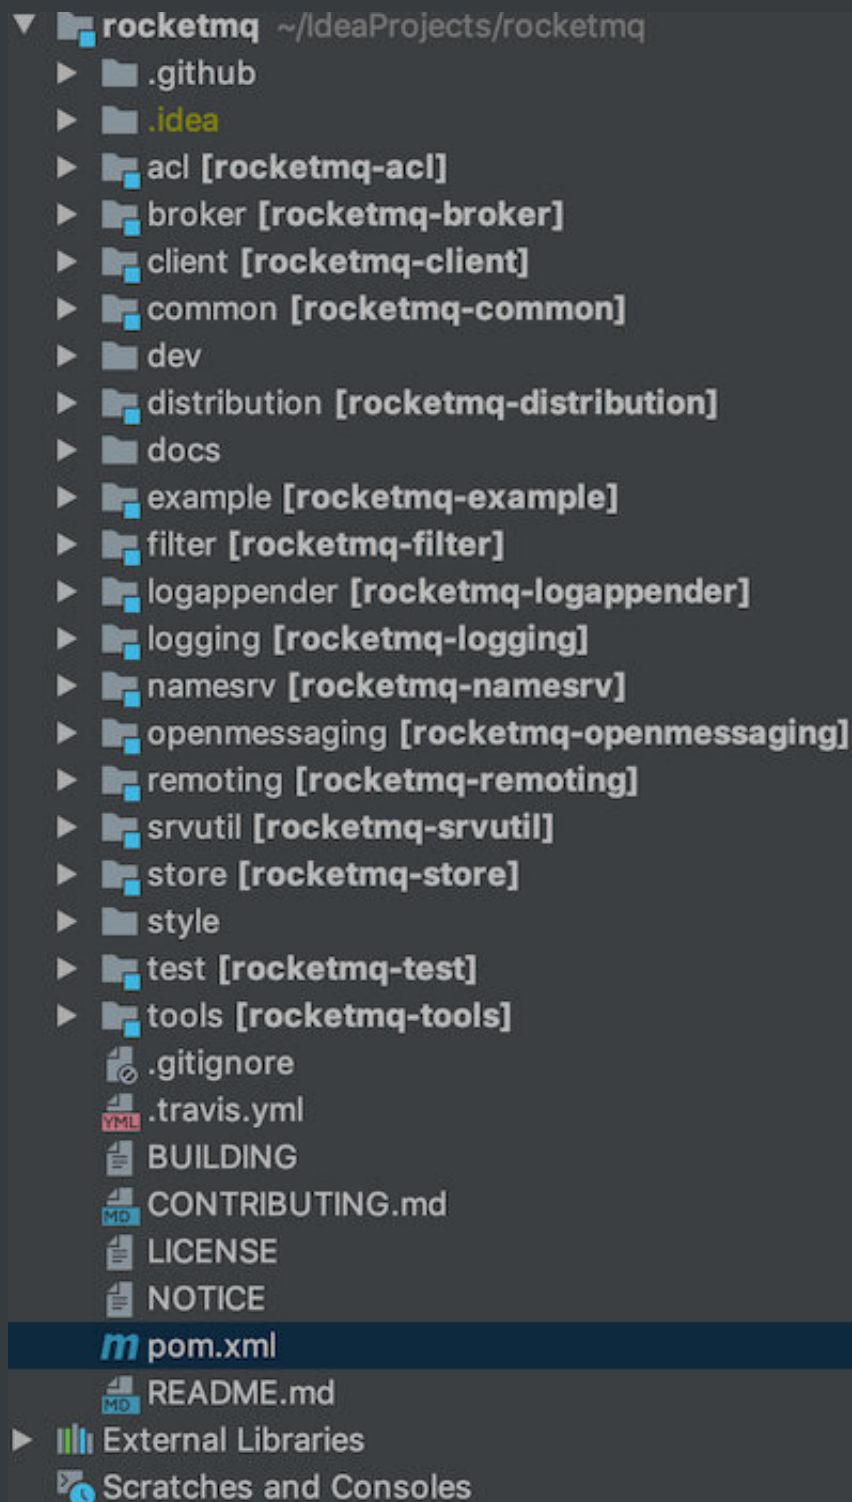 rocketmq ~/IdeaProjects/rocketmq
.github
.idea
acl [rocketmq-acl]
broker [rocketmq-broker]
client [rocketmq-client]
common [rocketmq-common]
dev
distribution [rocketmq-distribution]
docs
example [rocketmq-example]
filter [rocketmq-filter]
logappender [rocketmq-logappender]
logging [rocketmq-logging]
namesrv [rocketmq-namesrv]
openmessaging [rocketmq-openmessaging]
remoting [rocketmq-remoting]
srvutil [rocketmq-srvutil]
store [rocketmq-store]
style
test [rocketmq-test]
tools [rocketmq-tools]
.gitignore
YML .travis.yml
BUILDING
MD CONTRIBUTING.md
LICENSE
NOTICE
m pom.xml
MD README.md
External Libraries
Scratches and Consoles